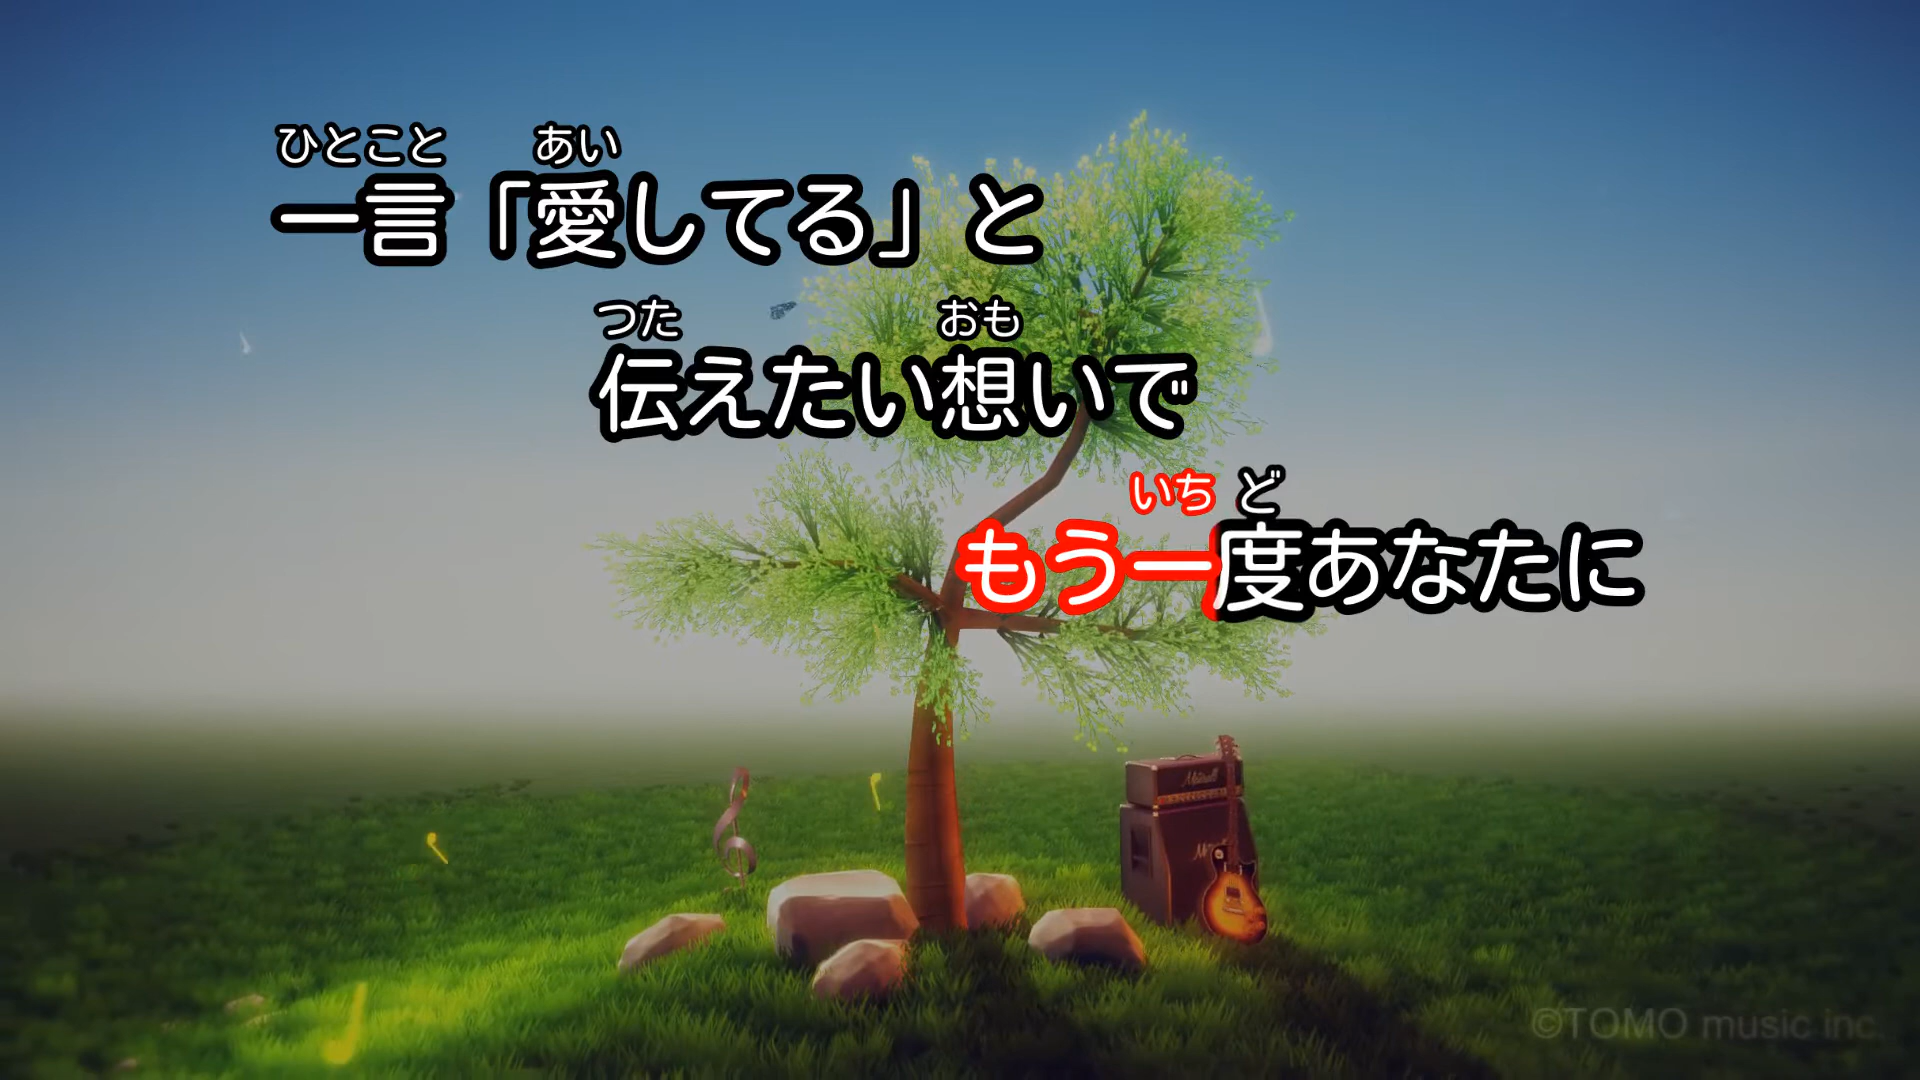 ひとこと あい
一言「愛してる」と
つた おも
伝えたい想いで
いち ど
もう一度あなたに
Marshall
©TOMO music inc.